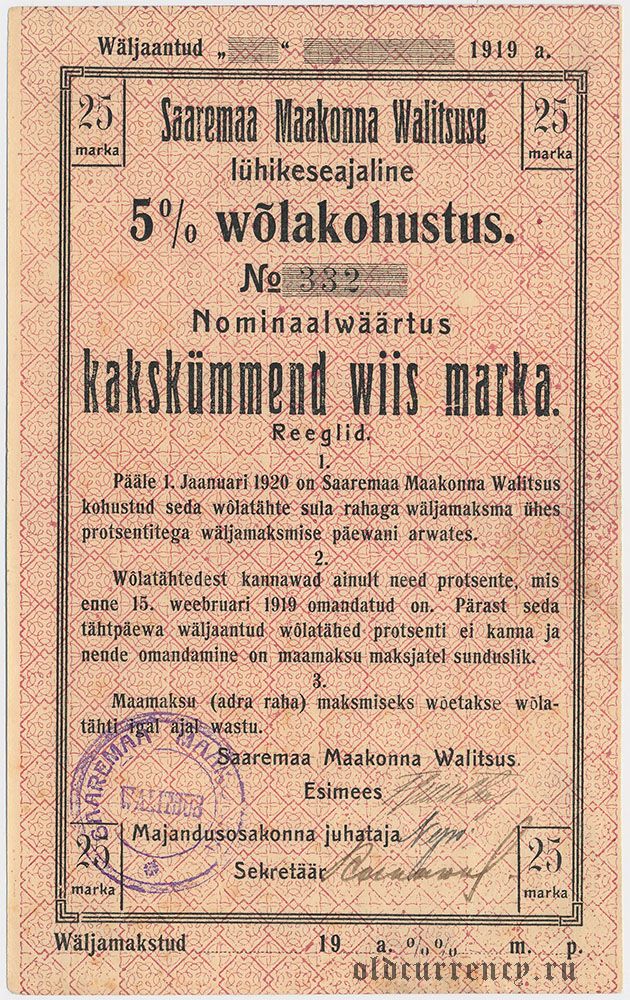 Wäljaantud „ “ 1919 a.
25 marka
25 marka
Saaremaa Maakonna Walitsuse
lühikeseajaline
5% wõlakohustus.
№ 332
Nominaalwäärtus
kakskümmend wiis marka.
Reeglid.
1.
Pääle 1. Jaanuari 1920 on Saaremaa Maakonna Walitsus
kohustud seda wõlatähte sula rahaga wäljamaksma ühes
protsentitega wäljamaksmise päewani arwates.
2.
Wõlatähtedest kannawad ainult need protsente, mis
enne 15. weebruari 1919 omandatud on. Pärast seda
tähtpäewa wäljaantud wõlatähed protsenti ei kanna ja
nende omandamine on maamaksu maksjatel sunduslik.
3.
Maamaksu (adra raha) maksmiseks wõetakse wõla-
tähti igal ajal wastu.
Saaremaa Maakonna Walitsus.
Esimees
Majandusosakonna juhataja
Sekretäär
SAAREMAA MAAK.
WALITSUS
25 marka
25 marka
Wäljamakstud 19 a. %% m. p.
oldcurrency.ru